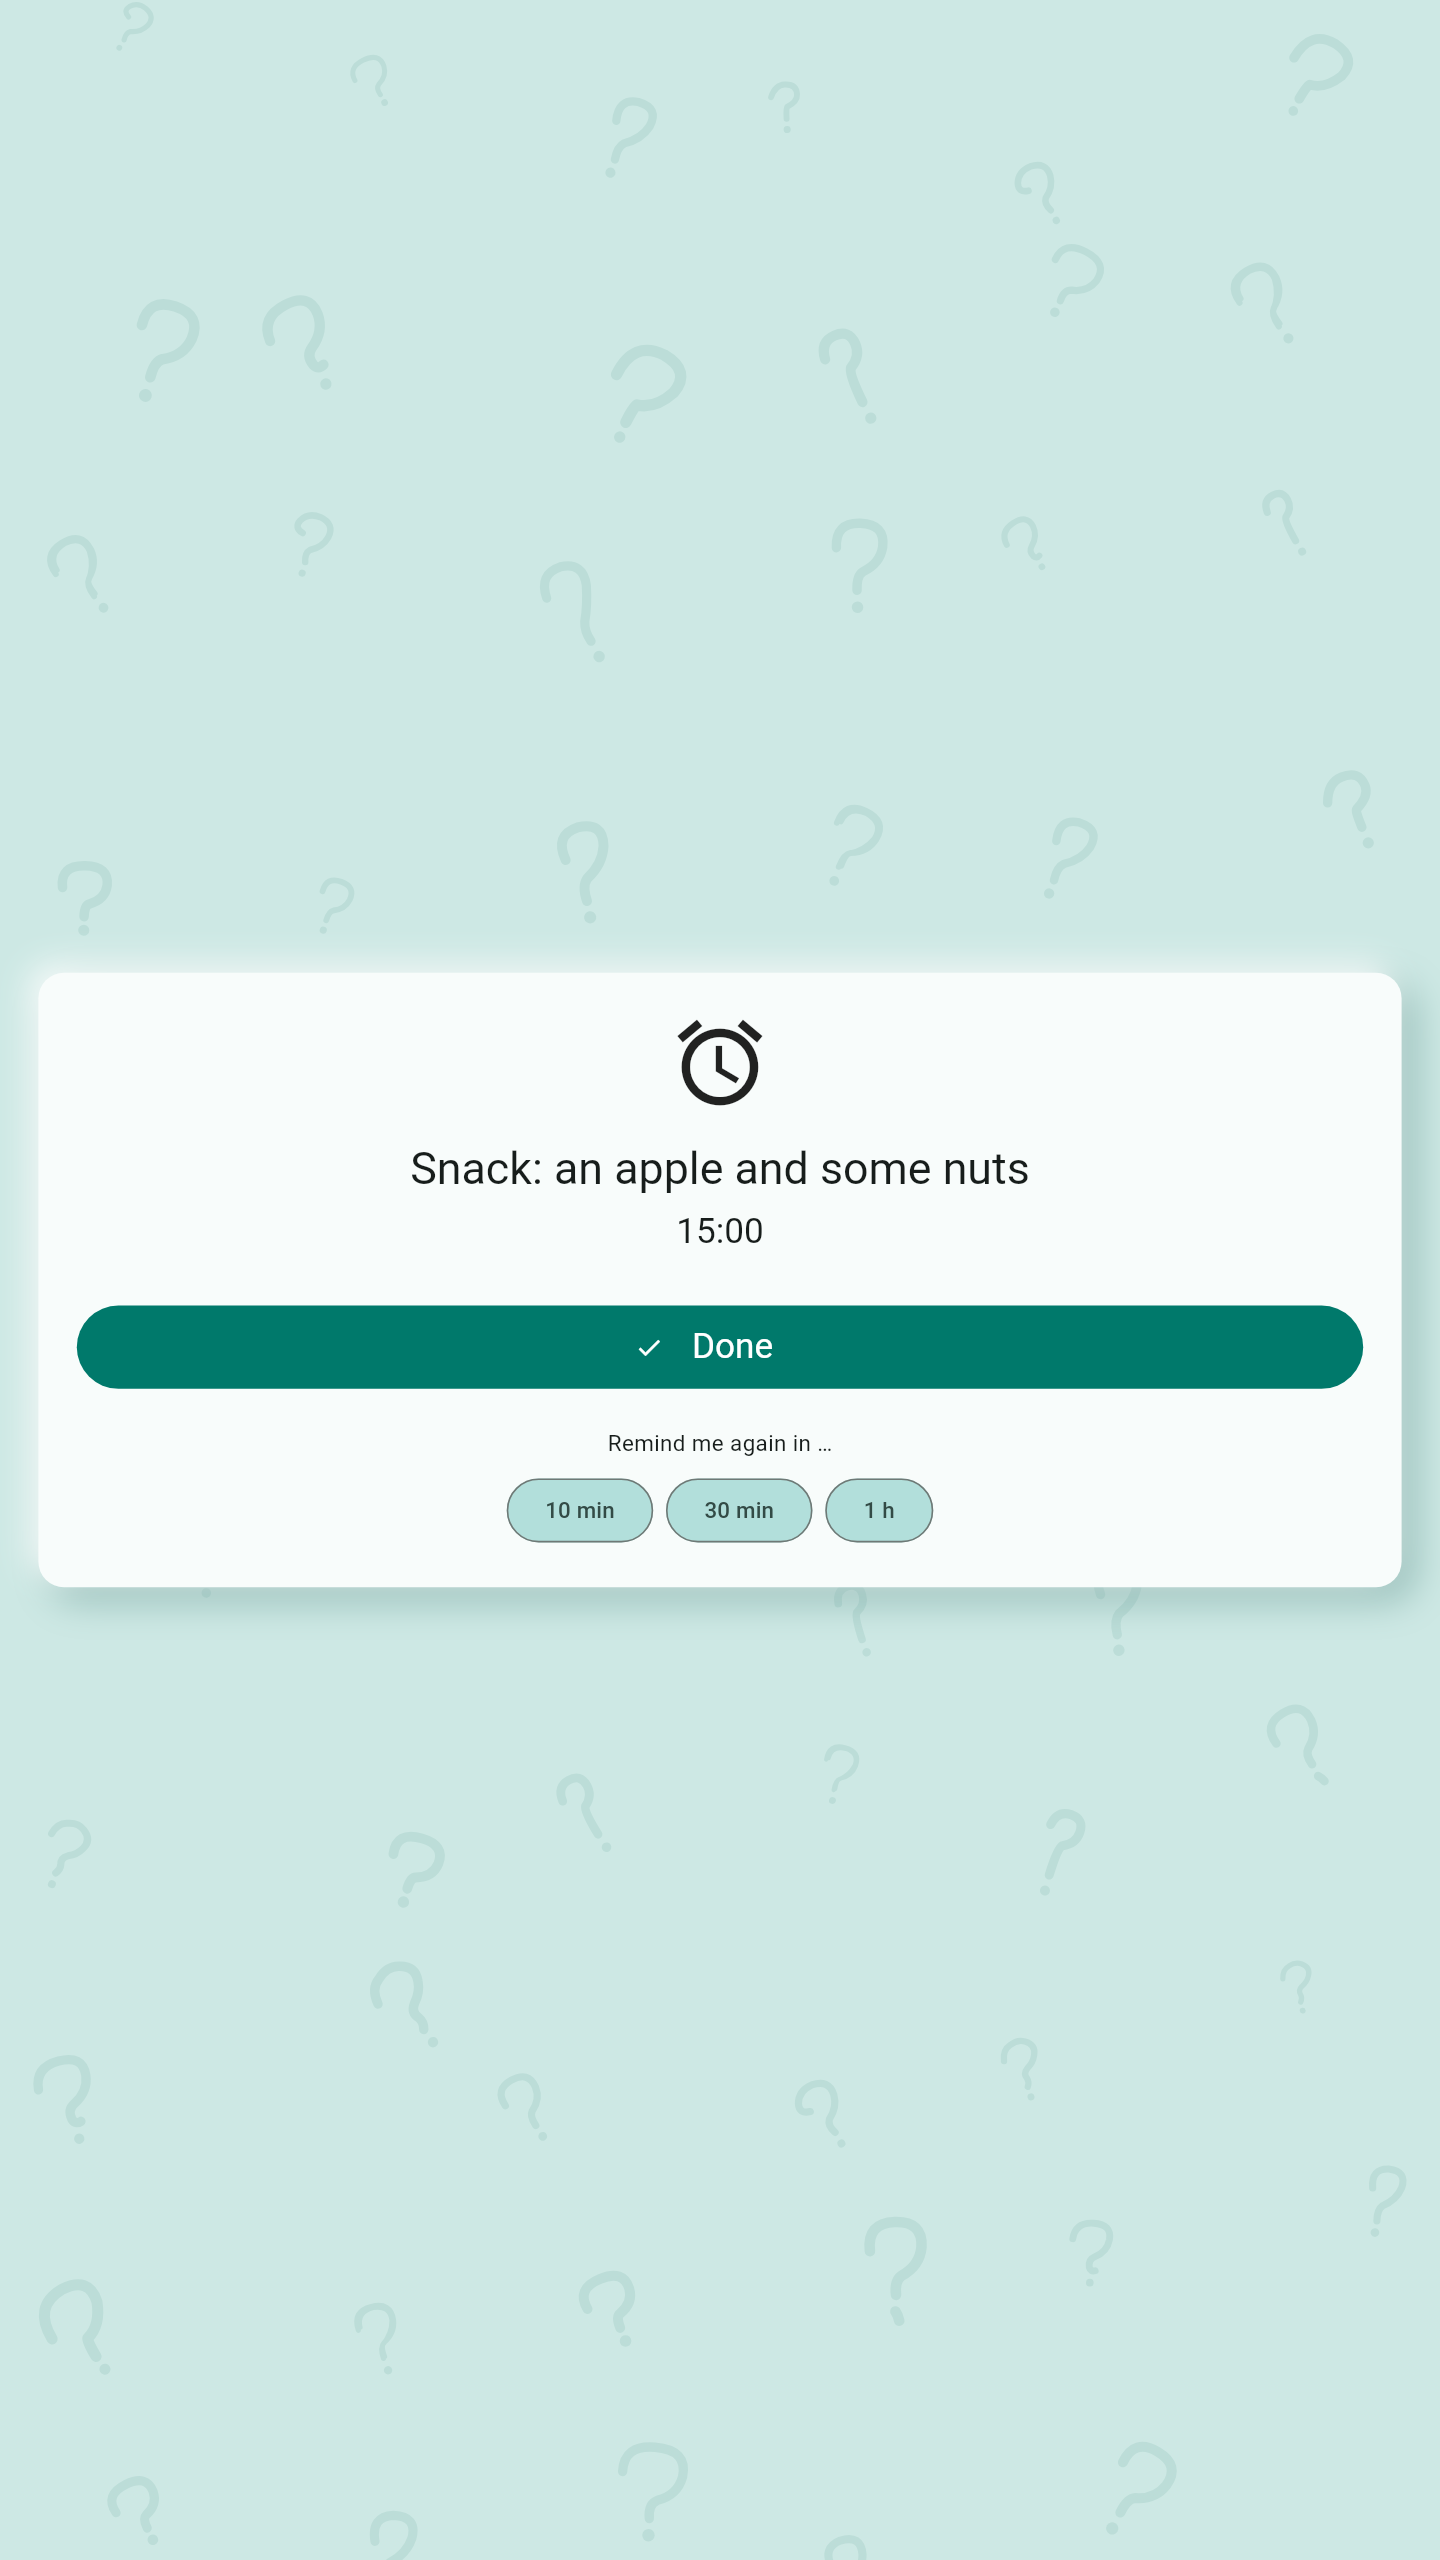 Snack: an apple and some nuts
15:00
Done
Remind me again in ...
10 min
30 min
1 h